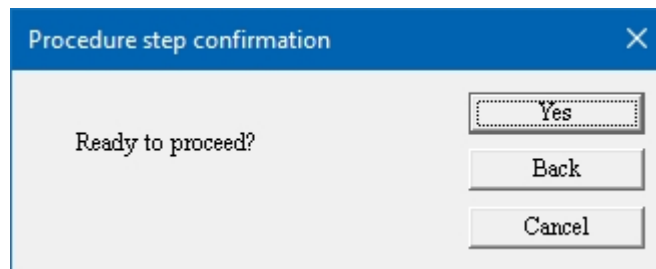 Procedure step confirmation
Ready to proceed?
Yes
Back
Cancel